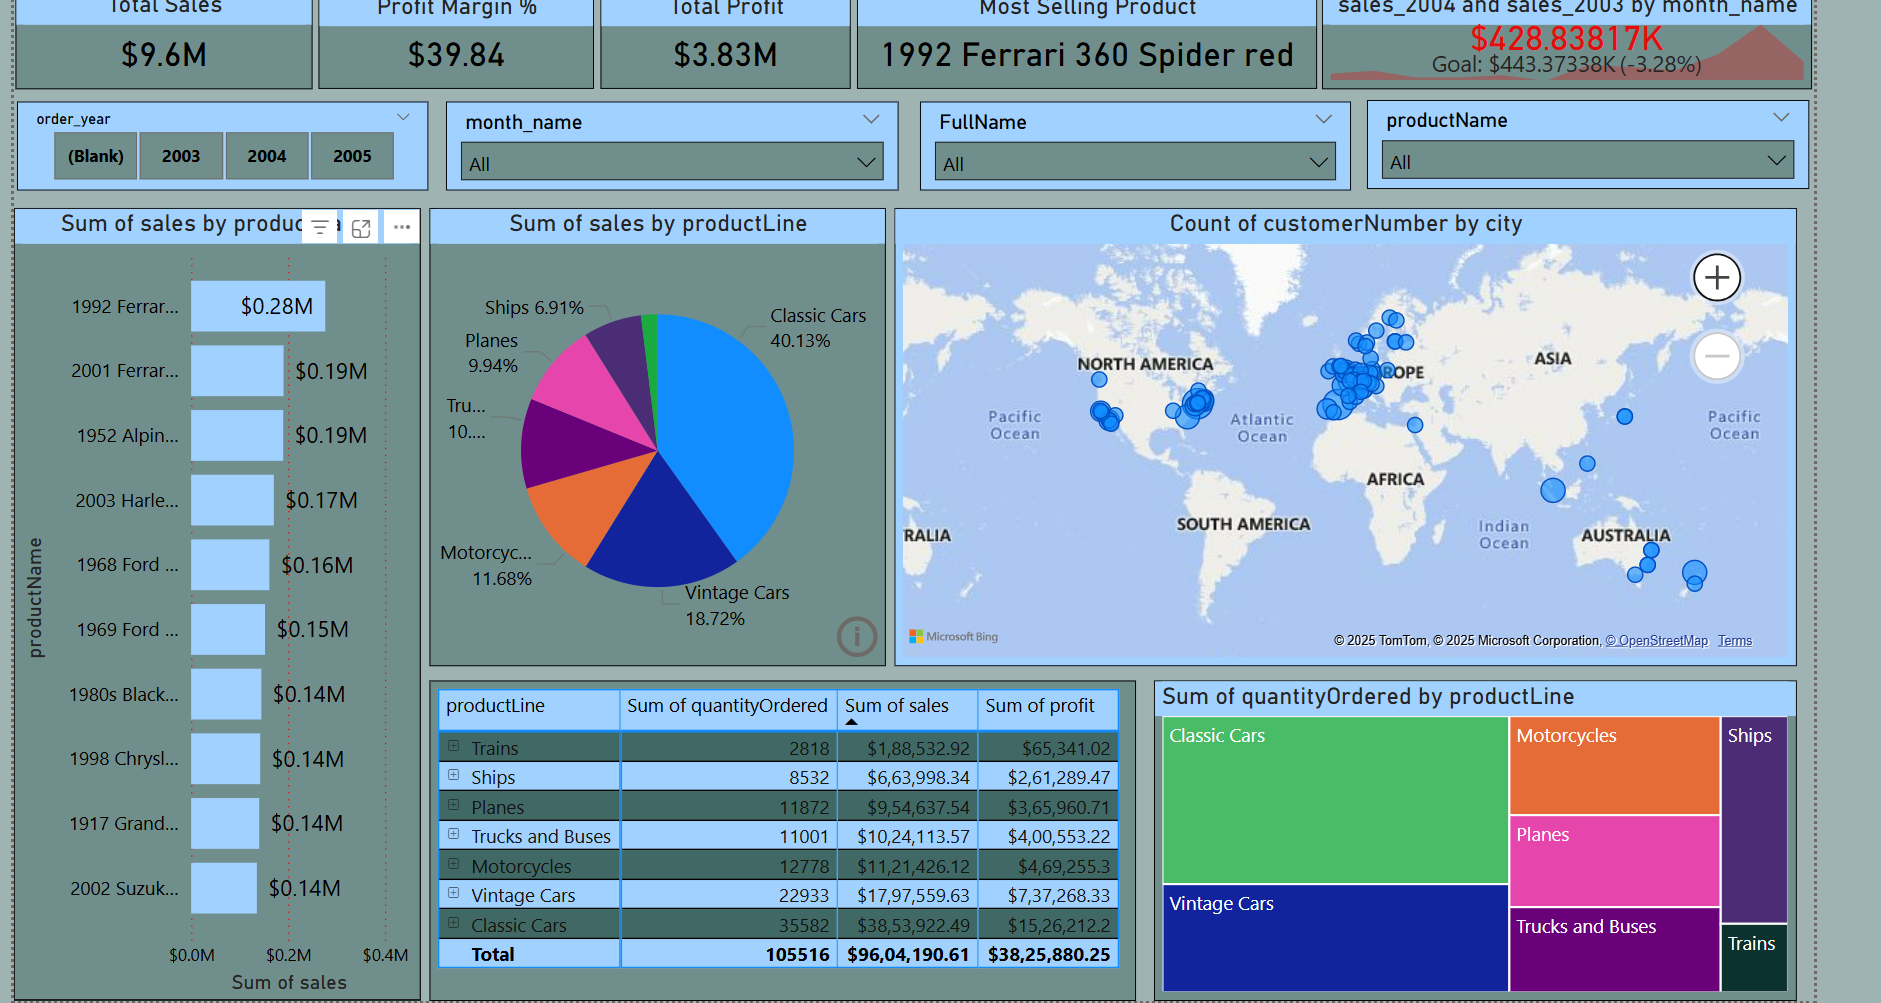 Total Sales
$9.6M
Profit Margin %
$39.84
Total Profit
$3.83M
Most Selling Product
1992 Ferrari 360 Spider red
sales_2004 and sales_2003 by month_name
$428.83817K
Goal: $443.37338K (-3.28%)
order_year
(Blank)
2003
2004
2005
month_name
All
FullName
All
productName
All
Sum of sales by produc
productName
1992 Ferrar... $0.28M
2001 Ferrar... $0.19M
1952 Alpin... $0.19M
2003 Harle... $0.17M
1968 Ford ... $0.16M
1969 Ford ... $0.15M
1980s Black... $0.14M
1998 Chrysl... $0.14M
1917 Grand... $0.14M
2002 Suzuk... $0.14M
$0.0M $0.2M $0.4M
Sum of sales
Sum of sales by productLine
Ships 6.91%
Classic Cars
40.13%
Planes
9.94%
Tru...
10....
Motorcyc...
11.68%
Vintage Cars
18.72%
Count of customerNumber by city
NORTH AMERICA
ROPE
ASIA
Pacific
Ocean
Atlantic
Ocean
Pacific
Ocean
AFRICA
SOUTH AMERICA
Indian
Ocean
RALIA
AUSTRALIA
Microsoft Bing
© 2025 TomTom, © 2025 Microsoft Corporation, © OpenStreetMap Terms
productLine Sum of quantityOrdered Sum of sales Sum of profit
Trains 2818 $1,88,532.92 $65,341.02
Ships 8532 $6,63,998.34 $2,61,289.47
Planes 11872 $9,54,637.54 $3,65,960.71
Trucks and Buses 11001 $10,24,113.57 $4,00,553.22
Motorcycles 12778 $11,21,426.12 $4,69,255.3
Vintage Cars 22933 $17,97,559.63 $7,37,268.33
Classic Cars 35582 $38,53,922.49 $15,26,212.2
Total 105516 $96,04,190.61 $38,25,880.25
Sum of quantityOrdered by productLine
Classic Cars
Motorcycles
Ships
Planes
Vintage Cars
Trucks and Buses
Trains